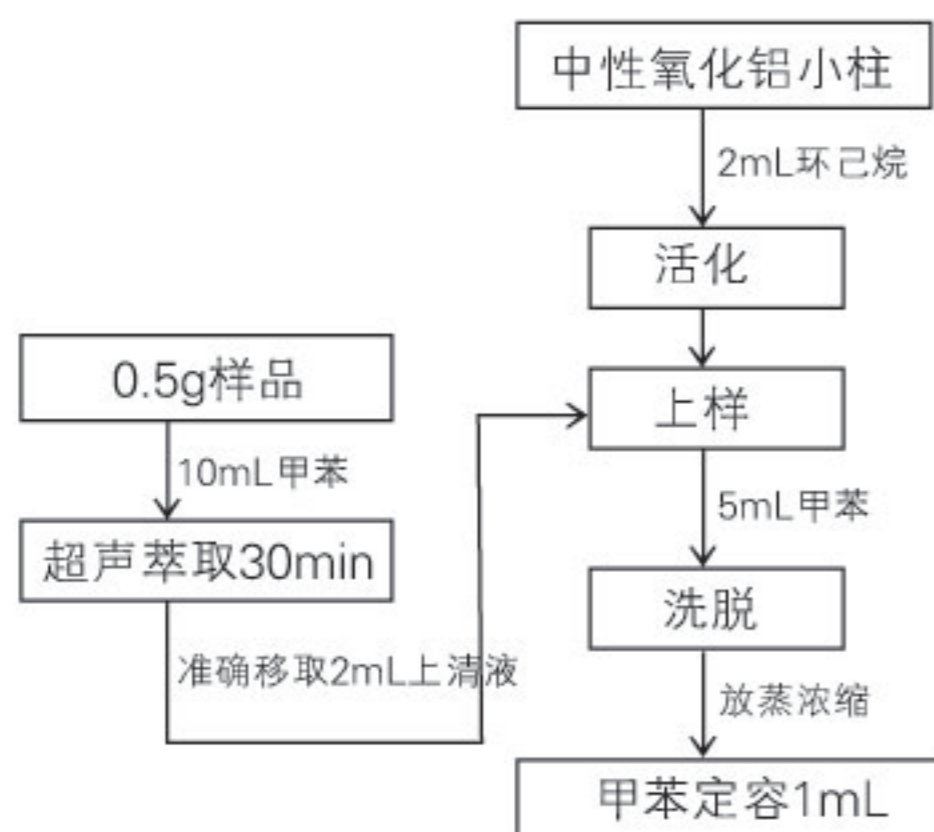 中性氧化铝小柱
2mL环己烷
活化
0.5g样品
上样
10mL甲苯
5mL甲苯
超声萃取30min
洗脱
准确移取2mL上清液
放蒸浓缩
甲苯定容1mL